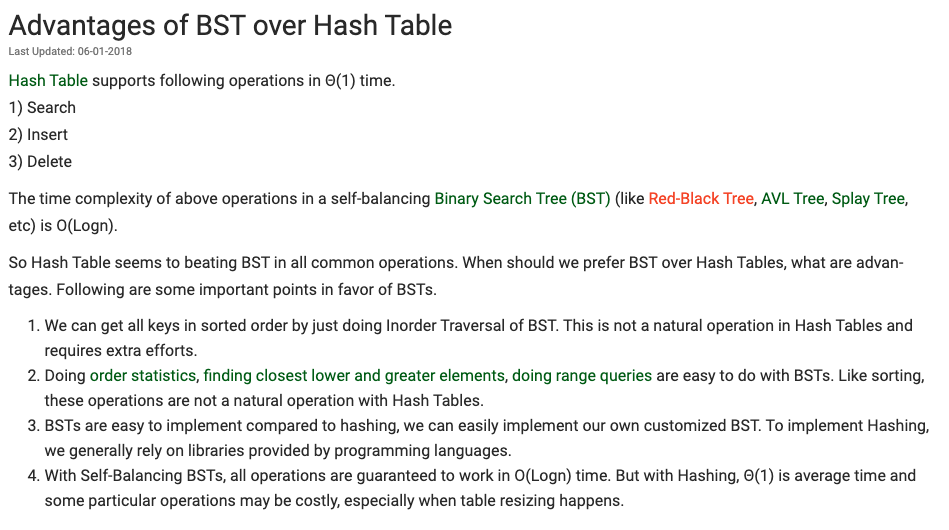 Advantages of BST over Hash Table
Last Updated: 06-01-2018
Hash Table supports following operations in Θ(1) time.
1) Search
2) Insert
3) Delete
The time complexity of above operations in a self-balancing Binary Search Tree (BST) (like Red-Black Tree, AVL Tree, Splay Tree,
etc) is O(Logn).
So Hash Table seems to beating BST in all common operations. When should we prefer BST over Hash Tables, what are advan-
tages. Following are some important points in favor of BSTs.
1. We can get all keys in sorted order by just doing Inorder Traversal of BST. This is not a natural operation in Hash Tables and
requires extra efforts.
2. Doing order statistics, finding closest lower and greater elements, doing range queries are easy to do with BSTs. Like sorting,
these operations are not a natural operation with Hash Tables.
3. BSTs are easy to implement compared to hashing, we can easily implement our own customized BST. To implement Hashing,
we generally rely on libraries provided by programming languages.
4. With Self-Balancing BSTs, all operations are guaranteed to work in O(Logn) time. But with Hashing, Θ(1) is average time and
some particular operations may be costly, especially when table resizing happens.